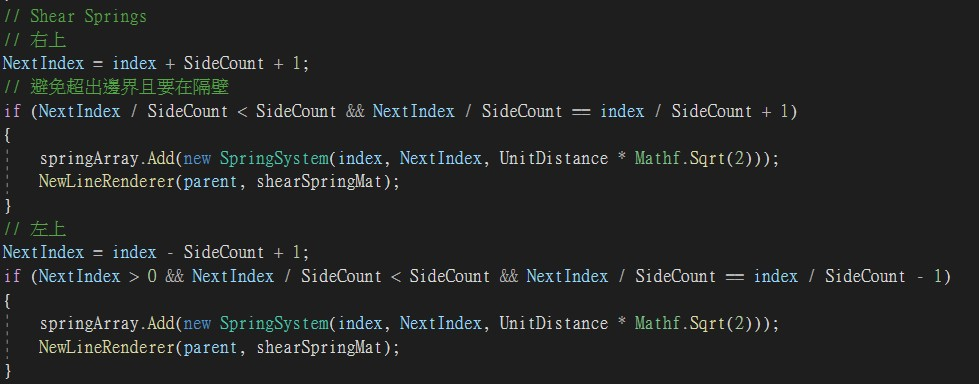 // Shear Springs
// 右上
NextIndex = index + SideCount + 1;
// 避免超出邊界且要在隔壁
if (NextIndex / SideCount < SideCount && NextIndex / SideCount == index / SideCount + 1)
{
springArray.Add(new SpringSystem(index, NextIndex, UnitDistance * Mathf.Sqrt(2)));
NewLineRenderer(parent, shearSpringMat);
}
// 左上
NextIndex = index - SideCount + 1;
if (NextIndex > 0 && NextIndex / SideCount < SideCount && NextIndex / SideCount == index / SideCount - 1)
{
springArray.Add(new SpringSystem(index, NextIndex, UnitDistance * Mathf.Sqrt(2)));
NewLineRenderer(parent, shearSpringMat);
}